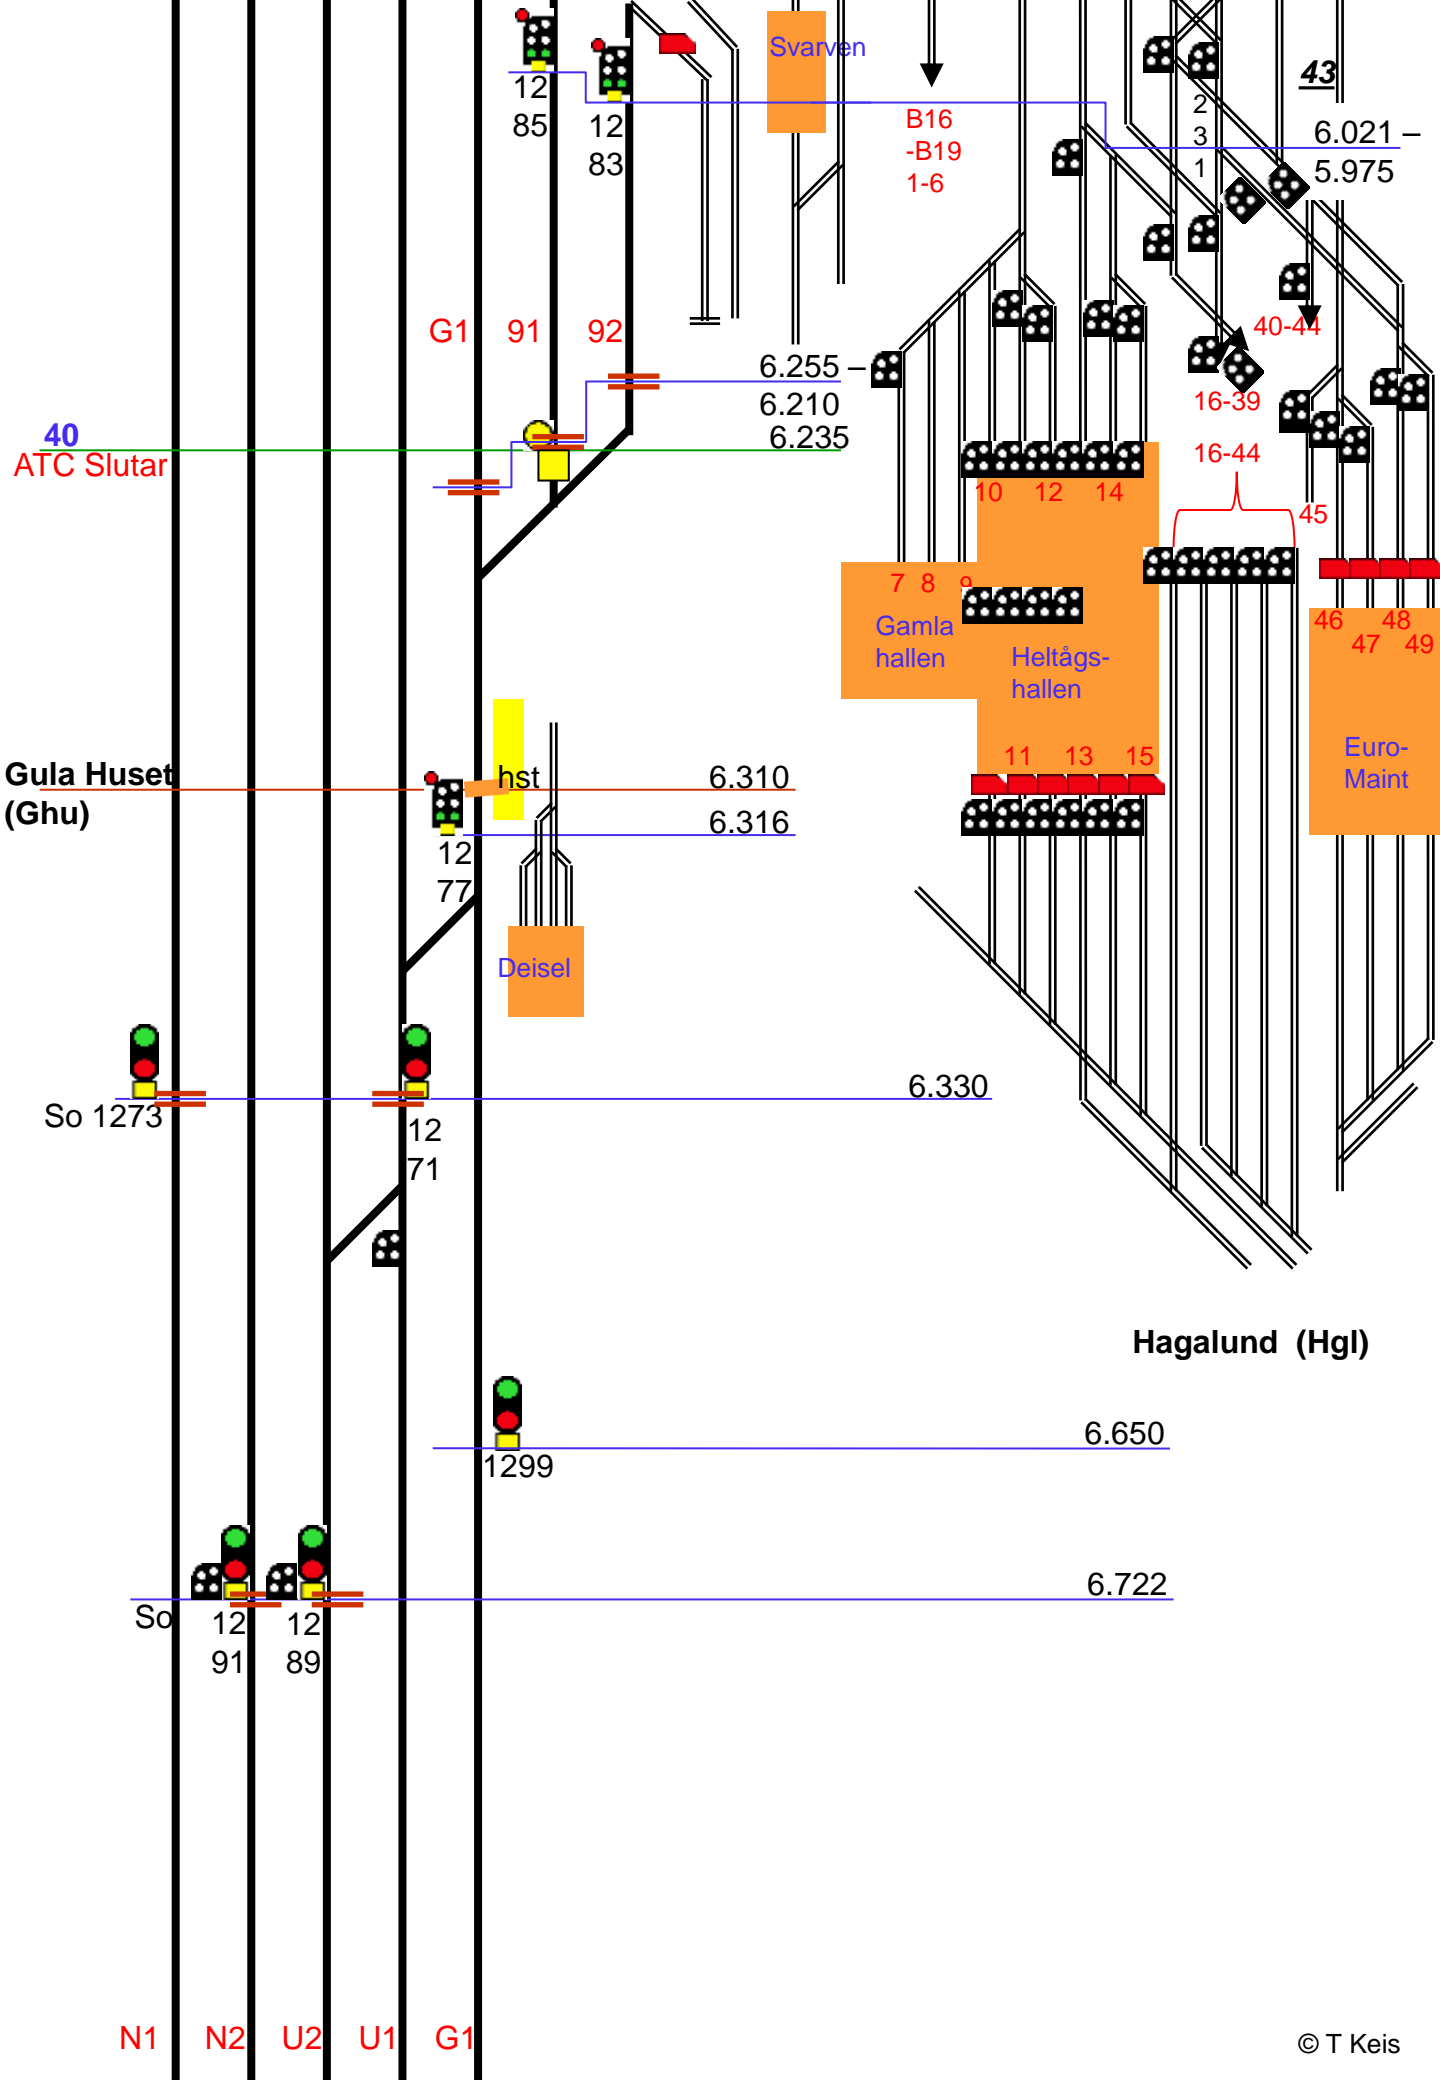 Svarven
43
12
85
12
83
B16
-B19
1-6
2
3
1
6.021 –
5.975
G1
91
92
40-44
6.255 –
6.210
6.235
16-39
40
ATC Slutar
16-44
10
12
14
45
7
8
9
46
48
47
49
Gamla
hallen
Heltågs-
hallen
11
13
15
Euro-
Maint
Gula Huset
(Ghu)
hst
6.310
6.316
12
77
Deisel
6.330
So 1273
12
71
Hagalund (Hgl)
6.650
1299
6.722
So
12
91
12
89
N1
N2
U2
U1
G1
© T Keis